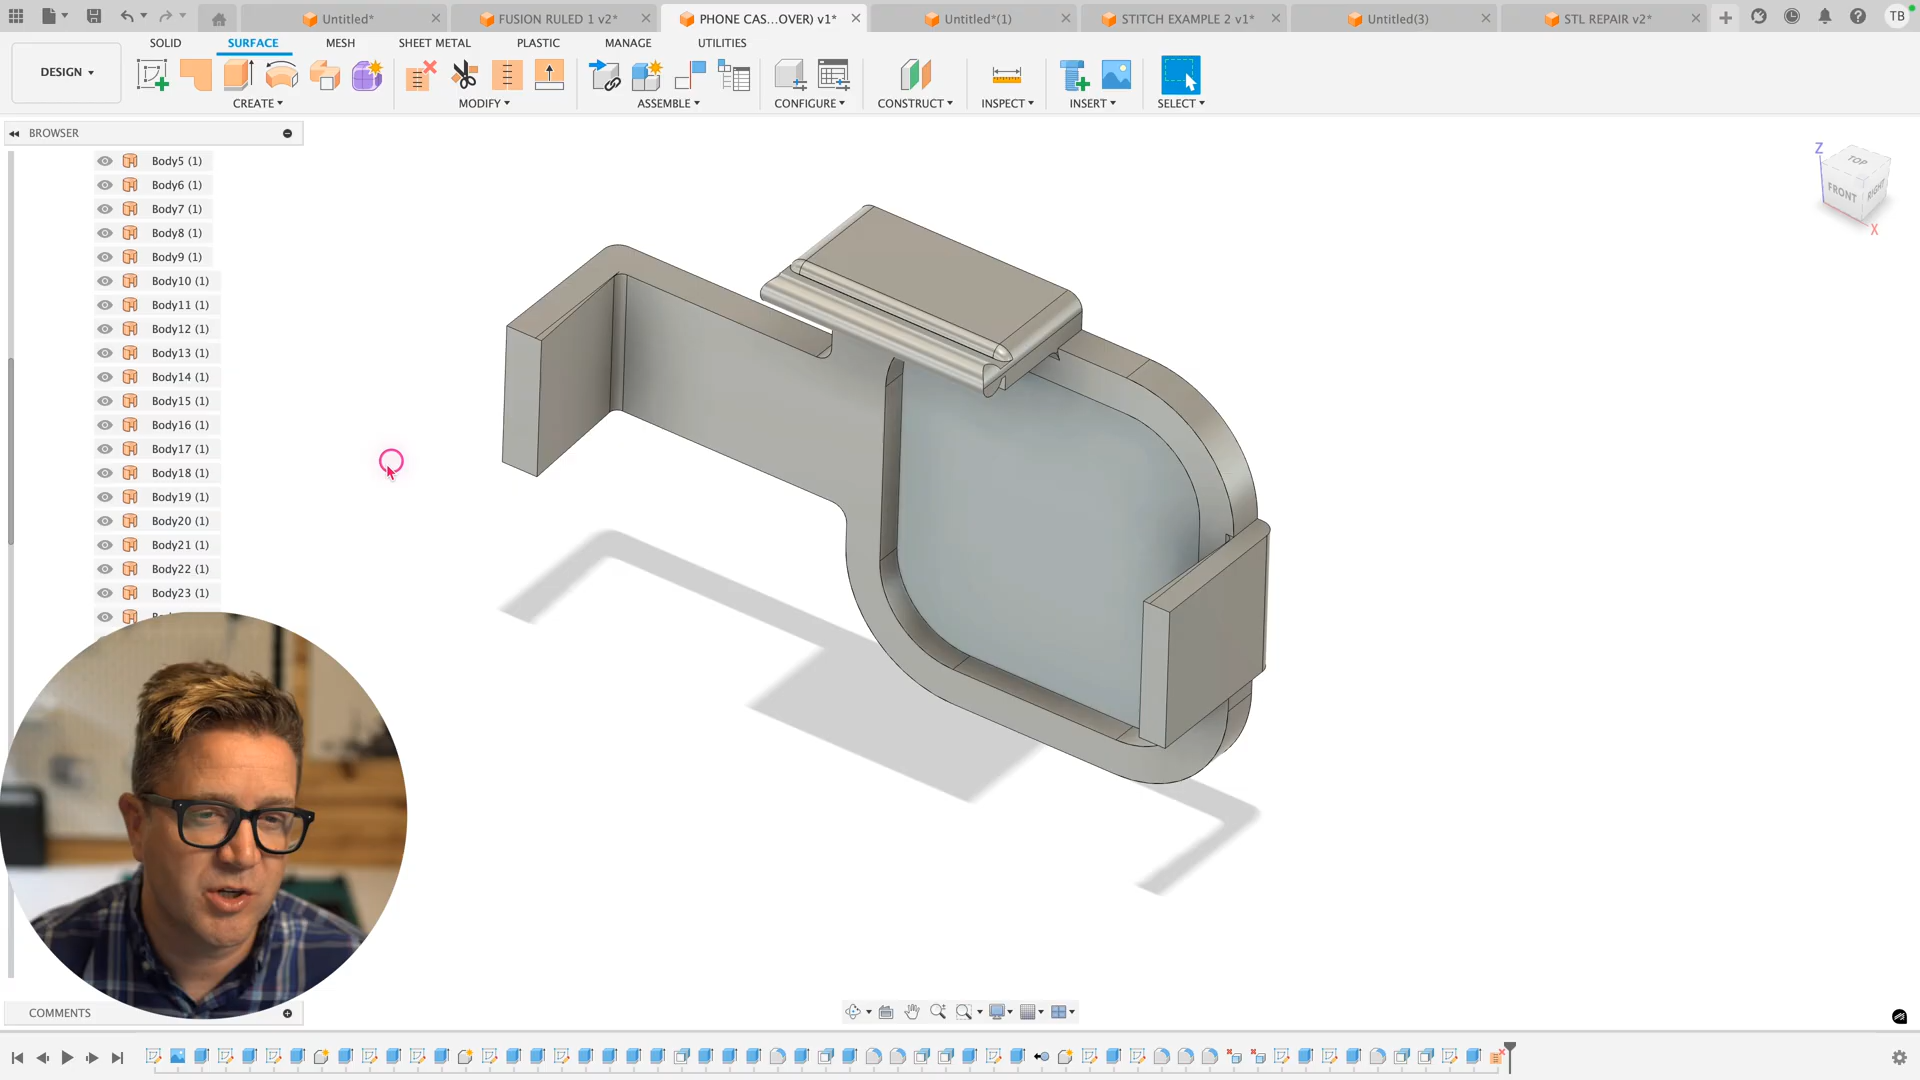 Untitled*
FUSION RULED 1 v2*
PHONE CAS...OVER) v1*
Untitled*(1)
STITCH EXAMPLE 2 v1*
Untitled(3)
STL REPAIR v2*
TB
SOLID
SURFACE
MESH
SHEET METAL
PLASTIC
MANAGE
UTILITIES
DESIGN
CREATE
MODIFY
ASSEMBLE
CONFIGURE
CONSTRUCT
INSPECT
INSERT
SELECT
BROWSER
Body5 (1)
Body6 (1)
Body7 (1)
Body8 (1)
Body9 (1)
Body10 (1)
Body11 (1)
Body12 (1)
Body13 (1)
Body14 (1)
Body15 (1)
Body16 (1)
Body17 (1)
Body18 (1)
Body19 (1)
Body20 (1)
Body21 (1)
Body22 (1)
Body23 (1)
Z
TOP
FRONT
RIGHT
X
COMMENTS